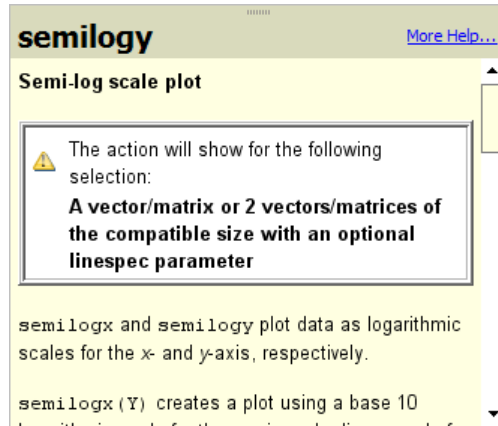 semilogy More Help...
Semi-log scale plot
The action will show for the following
selection:
A vector/matrix or 2 vectors/matrices of
the compatible size with an optional
linespec parameter
semilogx and semilogy plot data as logarithmic
scales for the x- and y-axis, respectively.
semilogx(Y) creates a plot using a base 10